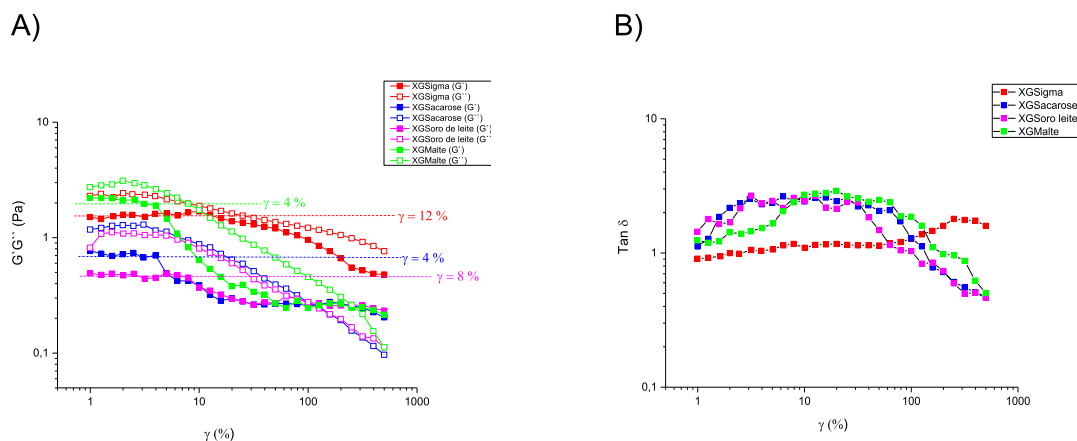 A)
B)
XGSigma (G`)
XGSigma (G``)
XGSacarose (G`)
XGSacarose (G``)
XGSoro de leite (G`)
XGSoro de leite (G``)
XGMalte (G`)
XGMalte (G``)
10
1
0,1
G`G`` (Pa)
γ = 4 %
γ = 12 %
γ = 4 %
γ = 8 %
1 10 100 1000
γ (%)
XGSigma
XGSacarose
XGSoro leite
XGMalte
10
1
0,1
Tan δ
1 10 100 1000
γ (%)